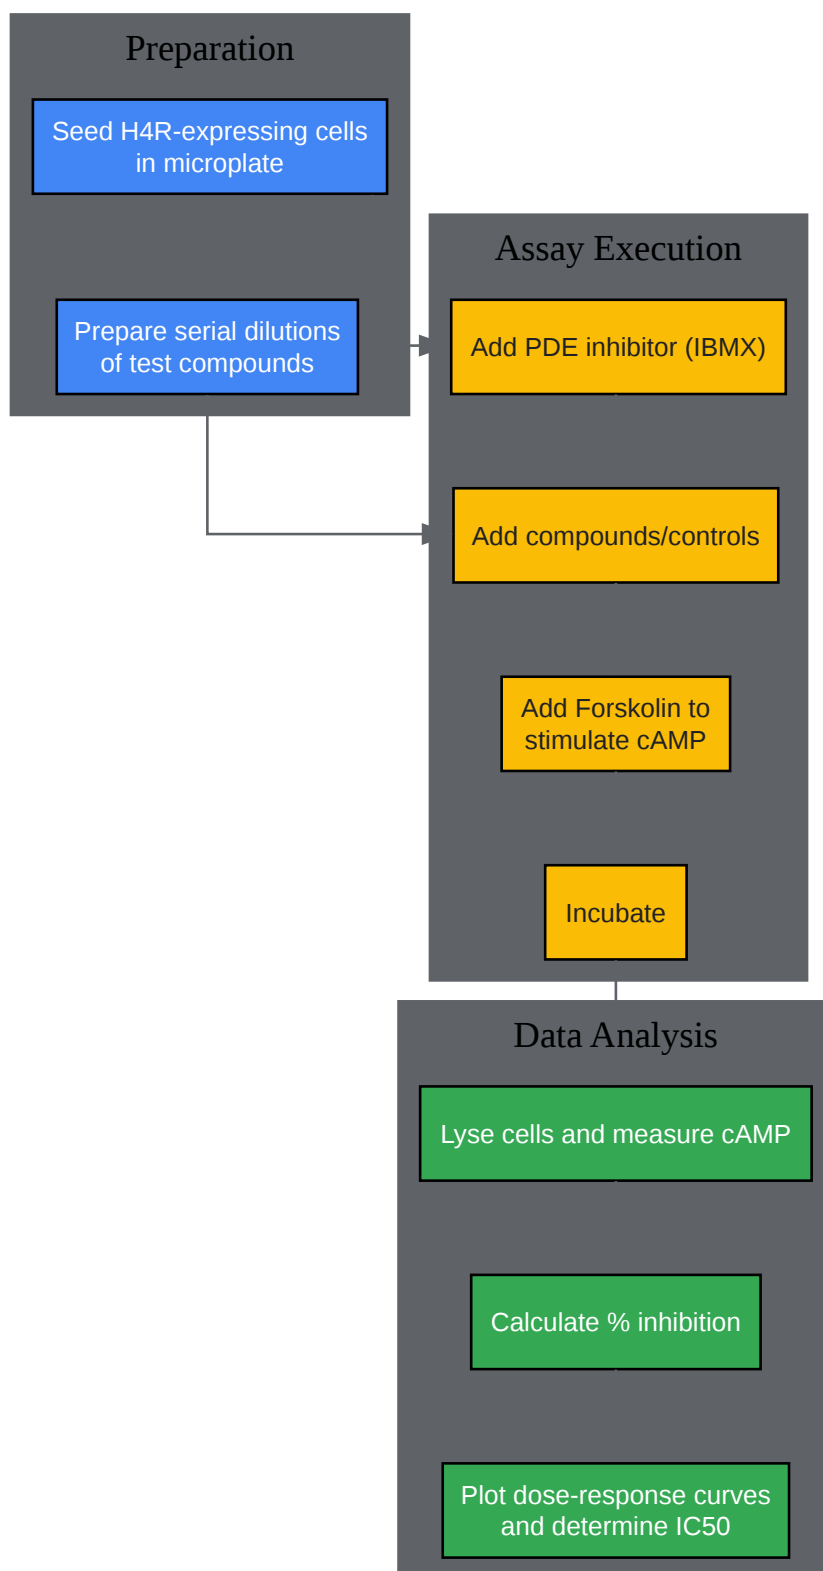 Preparation
Seed H4R-expressing cells
in microplate
Prepare serial dilutions
of test compounds
Assay Execution
Add PDE inhibitor (IBMX)
Add compounds/controls
Add Forskolin to
stimulate cAMP
Incubate
Data Analysis
Lyse cells and measure cAMP
Calculate % inhibition
Plot dose-response curves
and determine IC50